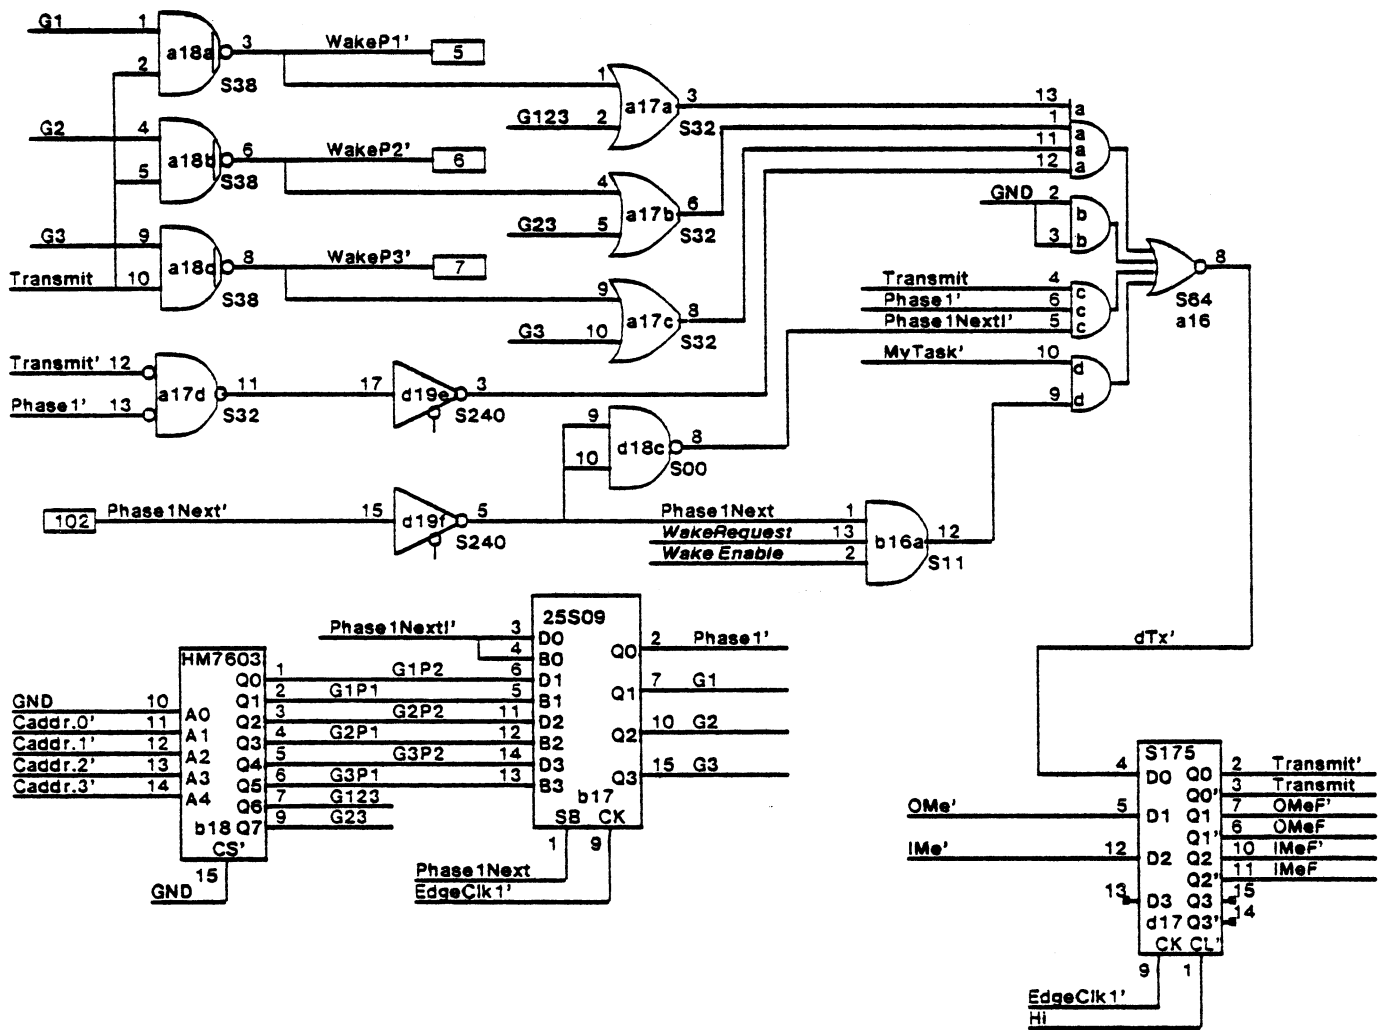 G1 1
a18a 3 WakeP1' 5
2
S38
G2 4
a18b 6 WakeP2' 6
5
S38
G3 9
a18c 8 WakeP3' 7
Transmit 10
S38
Transmit' 12
a17d 11
Phase1' 13
S32
17 d19e 3
S240
1
a17a 3
G123 2
S32
4
a17b 6
G23 5
S32
9
a17c 8
G3 10
S32
13 a
1 a
11 a
12 a
GND 2 b
3 b
Transmit 4 c
Phase1' 6 c
Phase1NextI' 5 c
MyTask' 10 d
9 d
8
S64
a16
9
d18c 8
10
S00
102 Phase1Next' 15 d19f 5
S240
Phase1Next 1
WakeRequest 13 b16a 12
Wake Enable 2
S11
HM7603
GND 10 A0
Caddr.0' 11 A1
Caddr.1' 12 A2
Caddr.2' 13 A3
Caddr.3' 14 A4
Q0 1 G1P2
Q1 2 G1P1
Q2 3 G2P2
Q3 4 G2P1
Q4 5 G3P2
Q5 6 G3P1
Q6 7 G123
b18 Q7 9 G23
CS'
15
GND
25S09
Phase1NextI' 3 D0
4 B0
6 D1
5 B1
11 D2
12 B2
14 D3
13 B3
Q0 2 Phase1'
Q1 7 G1
Q2 10 G2
Q3 15 G3
b17
SB CK
1 9
Phase1Next
EdgeClk1'
dTx'
S175
4 D0
OMe' 5 D1
IMe' 12 D2
13 D3
Q0 2 Transmit'
Q0' 3 Transmit
Q1 7 OMeF'
Q1' 6 OMeF
Q2 10 IMeF'
Q2' 11 IMeF
Q3 15
d17 Q3' 14
CK CL'
9 1
EdgeClk1'
Hi